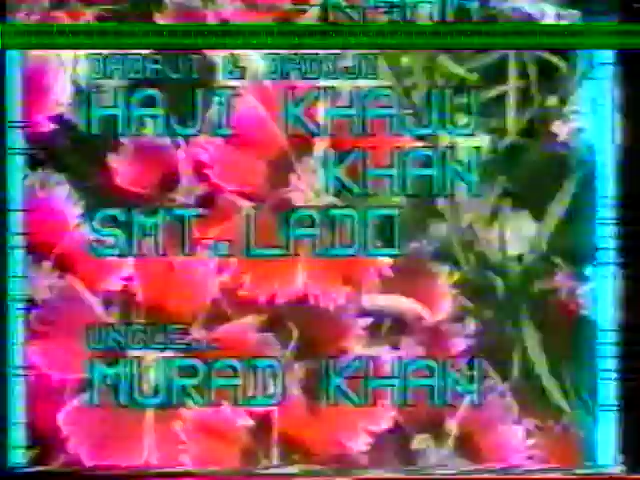 DADAJI & DADIJI
HAJI KHAJU
KHAN
SMT. LADO
UNCLE..
MURAD KHAN